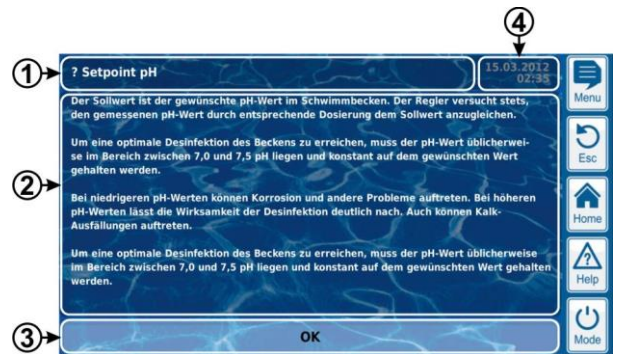 4
1
? Setpoint pH
15.03.2012
02:35
Menu
Der Sollwert ist der gewünschte pH-Wert im Schwimmbecken. Der Regler versucht stets,
den gemessenen pH-Wert durch entsprechende Dosierung dem Sollwert anzugleichen.
Um eine optimale Desinfektion des Beckens zu erreichen, muss der pH-Wert üblicherwei-
se im Bereich zwischen 7,0 und 7,5 pH liegen und konstant auf dem gewünschten Wert
gehalten werden.
Esc
2
Bei niedrigeren pH-Werten können Korrosion und andere Probleme auftreten. Bei höheren
pH-Werten lässt die Wirksamkeit der Desinfektion deutlich nach. Auch können Kalk-
Ausfällungen auftreten.
Home
Um eine optimale Desinfektion des Beckens zu erreichen, muss der pH-Wert üblicherweise
im Bereich zwischen 7,0 und 7,5 pH liegen und konstant auf dem gewünschten Wert gehalten
werden.
?
Help
3
OK
Mode